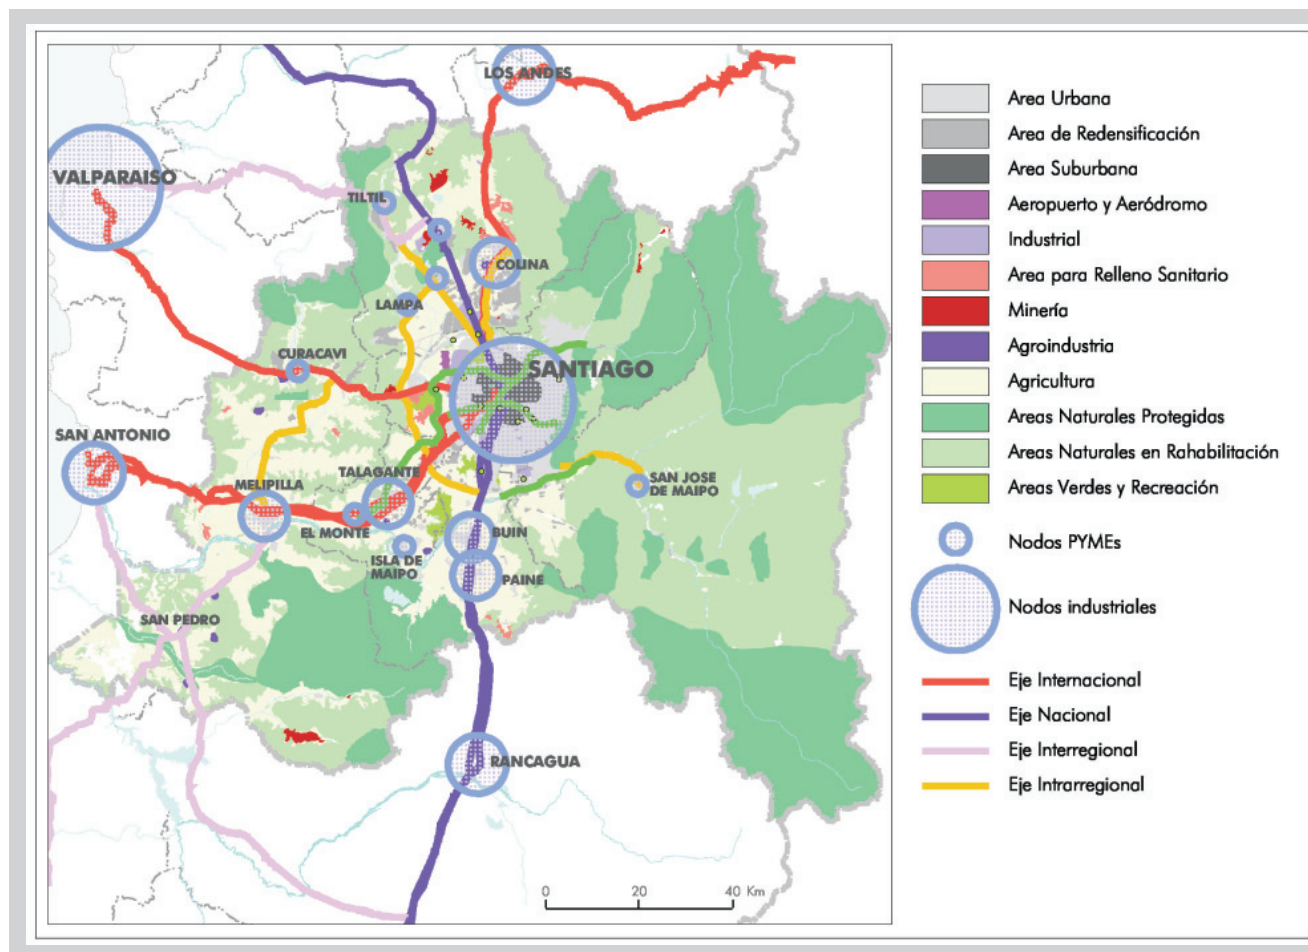 LOS ANDES
VALPARAISO
TILTIL
COLINA
LAMPA
CURACAVI
SANTIAGO
SAN ANTONIO
TALAGANTE
MELIPILLA
SAN JOSE
DE MAIPO
EL MONTE
BUIN
ISLA DE
MAIPO
PAINE
SAN PEDRO
RANCAGUA
0 20 40 Km
Area Urbana
Area de Redensificación
Area Suburbana
Aeropuerto y Aeródromo
Industrial
Area para Relleno Sanitario
Minería
Agroindustria
Agricultura
Areas Naturales Protegidas
Areas Naturales en Rahabilitación
Areas Verdes y Recreación
Nodos PYMEs
Nodos industriales
Eje Internacional
Eje Nacional
Eje Interregional
Eje Intrarregional